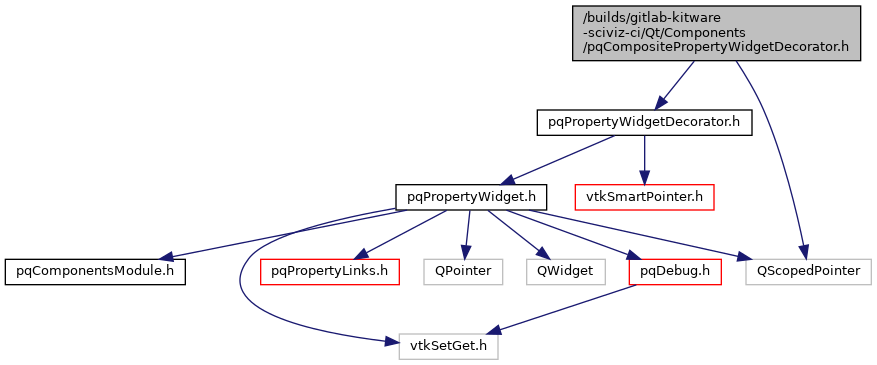 /builds/gitlab-kitware
-sciviz-ci/Qt/Components
/pqCompositePropertyWidgetDecorator.h
pqPropertyWidgetDecorator.h
pqPropertyWidget.h
vtkSmartPointer.h
pqComponentsModule.h
pqPropertyLinks.h
QPointer
QWidget
pqDebug.h
QScopedPointer
vtkSetGet.h